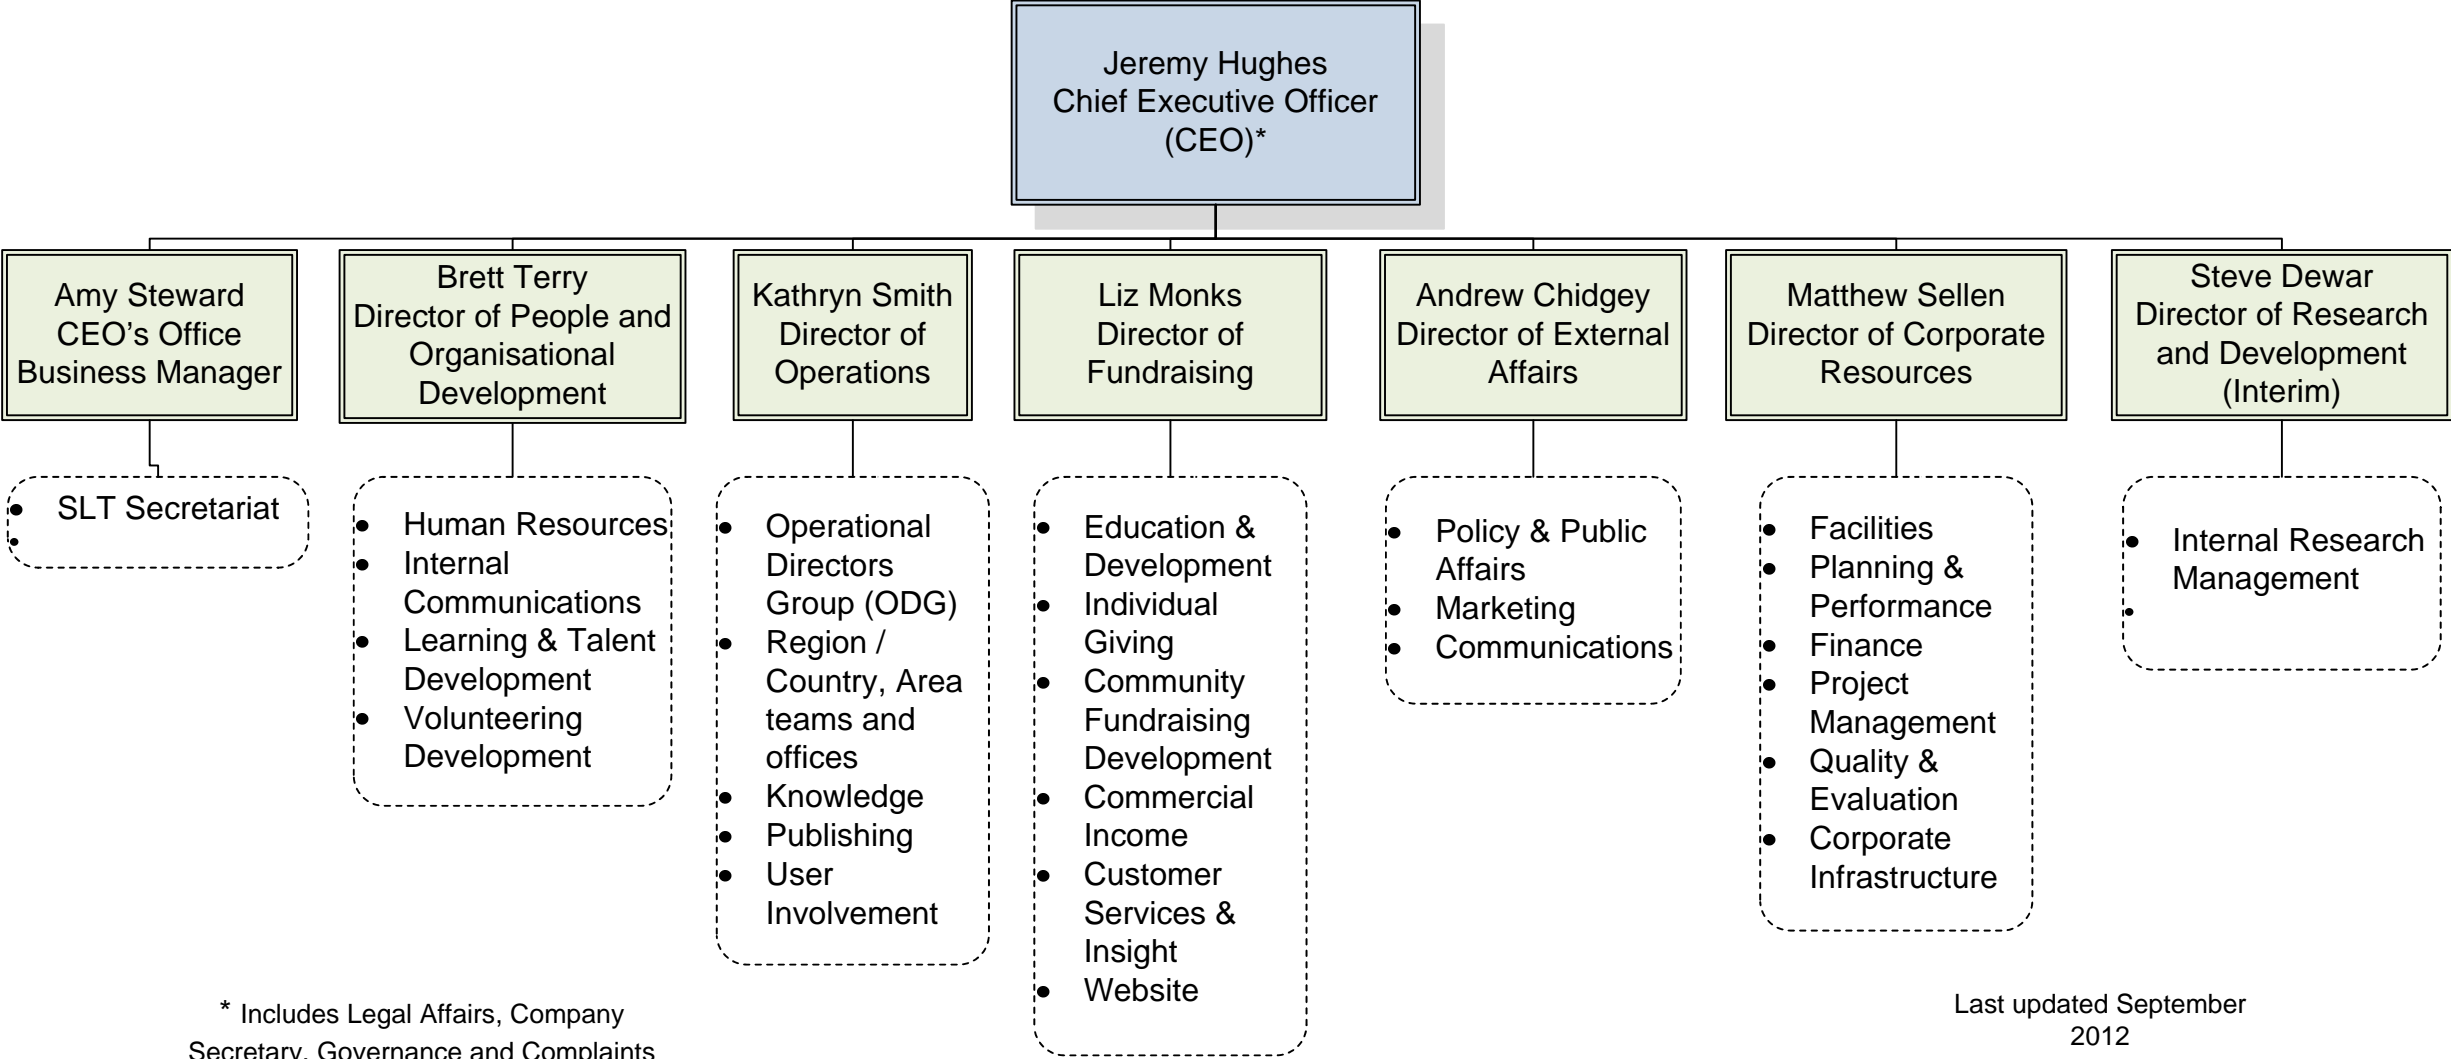 Jeremy Hughes
Chief Executive Officer
(CEO)*
Amy Steward
CEO's Office
Business Manager
Brett Terry
Director of People and
Organisational
Development
Kathryn Smith
Director of
Operations
Liz Monks
Director of
Fundraising
Andrew Chidgey
Director of External
Affairs
Matthew Sellen
Director of Corporate
Resources
Steve Dewar
Director of Research
and Development
(Interim)
• SLT Secretariat
•
• Human Resources
• Internal
Communications
• Learning & Talent
Development
• Volunteering
Development
• Operational
Directors
Group (ODG)
• Region /
Country, Area
teams and
offices
• Knowledge
• Publishing
• User
Involvement
• Education &
Development
• Individual
Giving
• Community
Fundraising
Development
• Commercial
Income
• Customer
Services &
Insight
• Website
• Policy & Public
Affairs
• Marketing
• Communications
• Facilities
• Planning &
Performance
• Finance
• Project
Management
• Quality &
Evaluation
• Corporate
Infrastructure
• Internal Research
Management
•
* Includes Legal Affairs, Company
Secretary, Governance and Complaints
Last updated September
2012